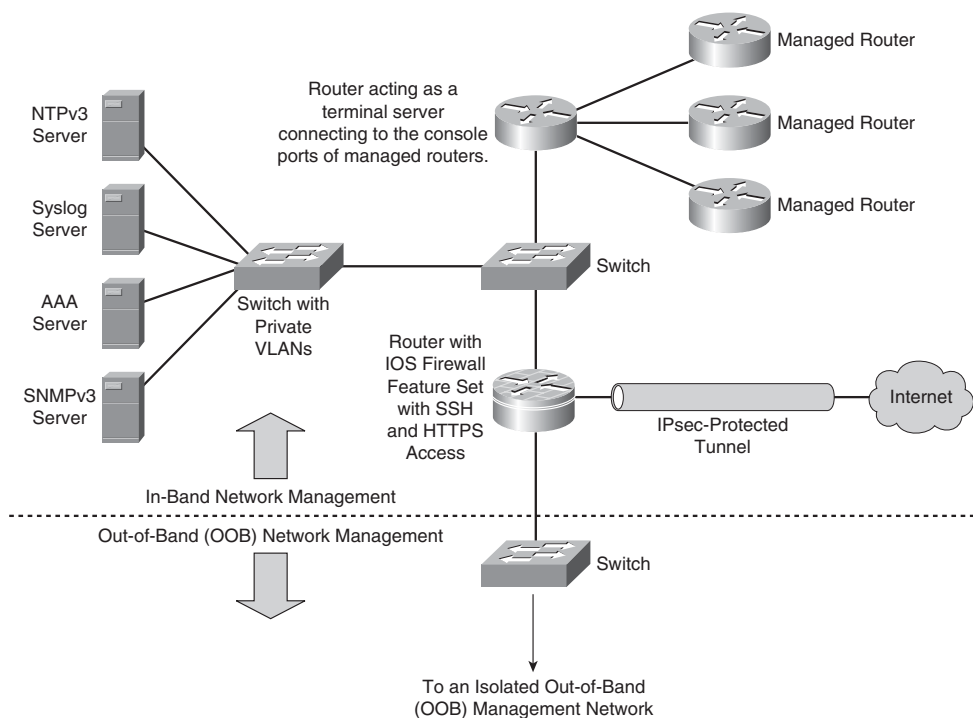 NTPv3
Server
Syslog
Server
AAA
Server
SNMPv3
Server
Switch with
Private
VLANs
Router acting as a
terminal server
connecting to the console
ports of managed routers.
Managed Router
Managed Router
Managed Router
Switch
Router with
IOS Firewall
Feature Set
with SSH
and HTTPS
Access
IPsec-Protected
Tunnel
Internet
In-Band Network Management
Out-of-Band (OOB) Network Management
Switch
To an Isolated Out-of-Band
(OOB) Management Network